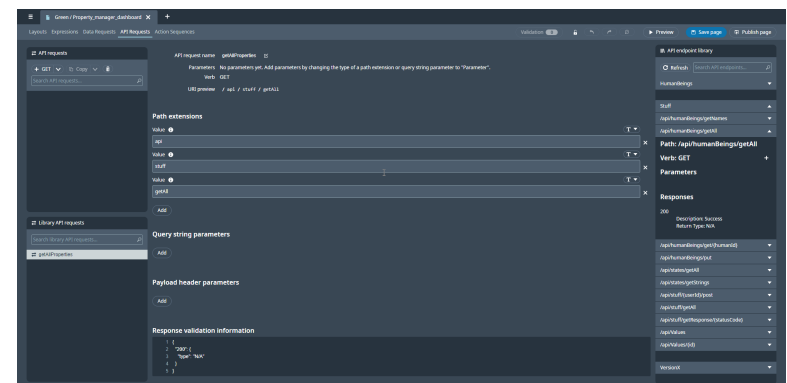 Green / Property_manager_dashboard
Layouts Expressions Data Requests API Requests Action Sequences
Validation
Preview Save page Publish page
API requests
+ GET Copy
Search API requests...
Library API requests
Search library API requests...
getAllProperties
API request name getAllProperties
Parameters No parameters yet. Add parameters by changing the type of a path extension or query string parameter to "Parameter".
Verb GET
URI preview / api / stuff / getAll
Path extensions
Value
T
api
Value
T
stuff
Value
T
getAll
Add
Query string parameters
Add
Payload header parameters
Add
Response validation information
1 {
2 "200": {
3 "type": "N/A"
4 }
5 }
API endpoint library
Refresh Search API endpoints...
HumanBeings
Stuff
/api/humanBeings/getNames
/api/humanBeings/getAll
Path: /api/humanBeings/getAll
Verb: GET +
Parameters
Responses
200
Description: Success
Return Type: N/A
/api/humanBeings/get/{humanId}
/api/humanBeings/put
/api/states/getAll
/api/states/getStrings
/api/stuff/{userId}/post
/api/stuff/getAll
/api/stuff/getResponse/{statusCode}
/api/Values
/api/Values/{id}
VersionX